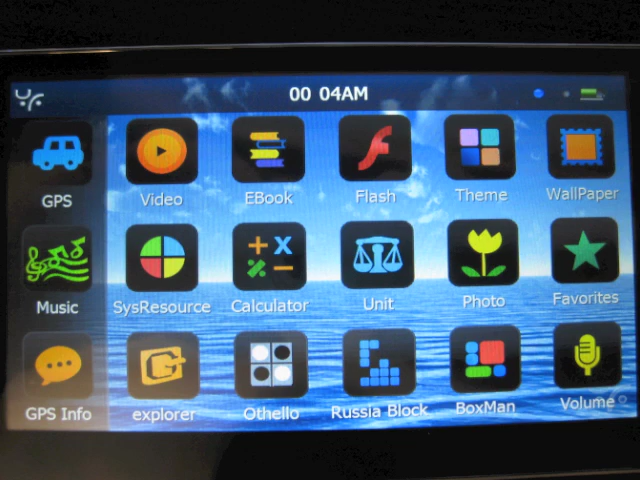 00 04AM
GPS Video EBook Flash Theme WallPaper
Music SysResource Calculator Unit Photo Favorites
GPS Info explorer Othello Russia Block BoxMan Volume